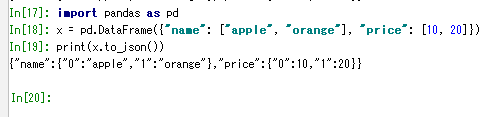 In[17]: import pandas as pd
In[18]: x = pd.DataFrame({"name": ["apple", "orange"], "price": [10, 20]})
In[19]: print(x.to_json())
{"name":{"0":"apple","1":"orange"},"price":{"0":10,"1":20}}
In[20]: